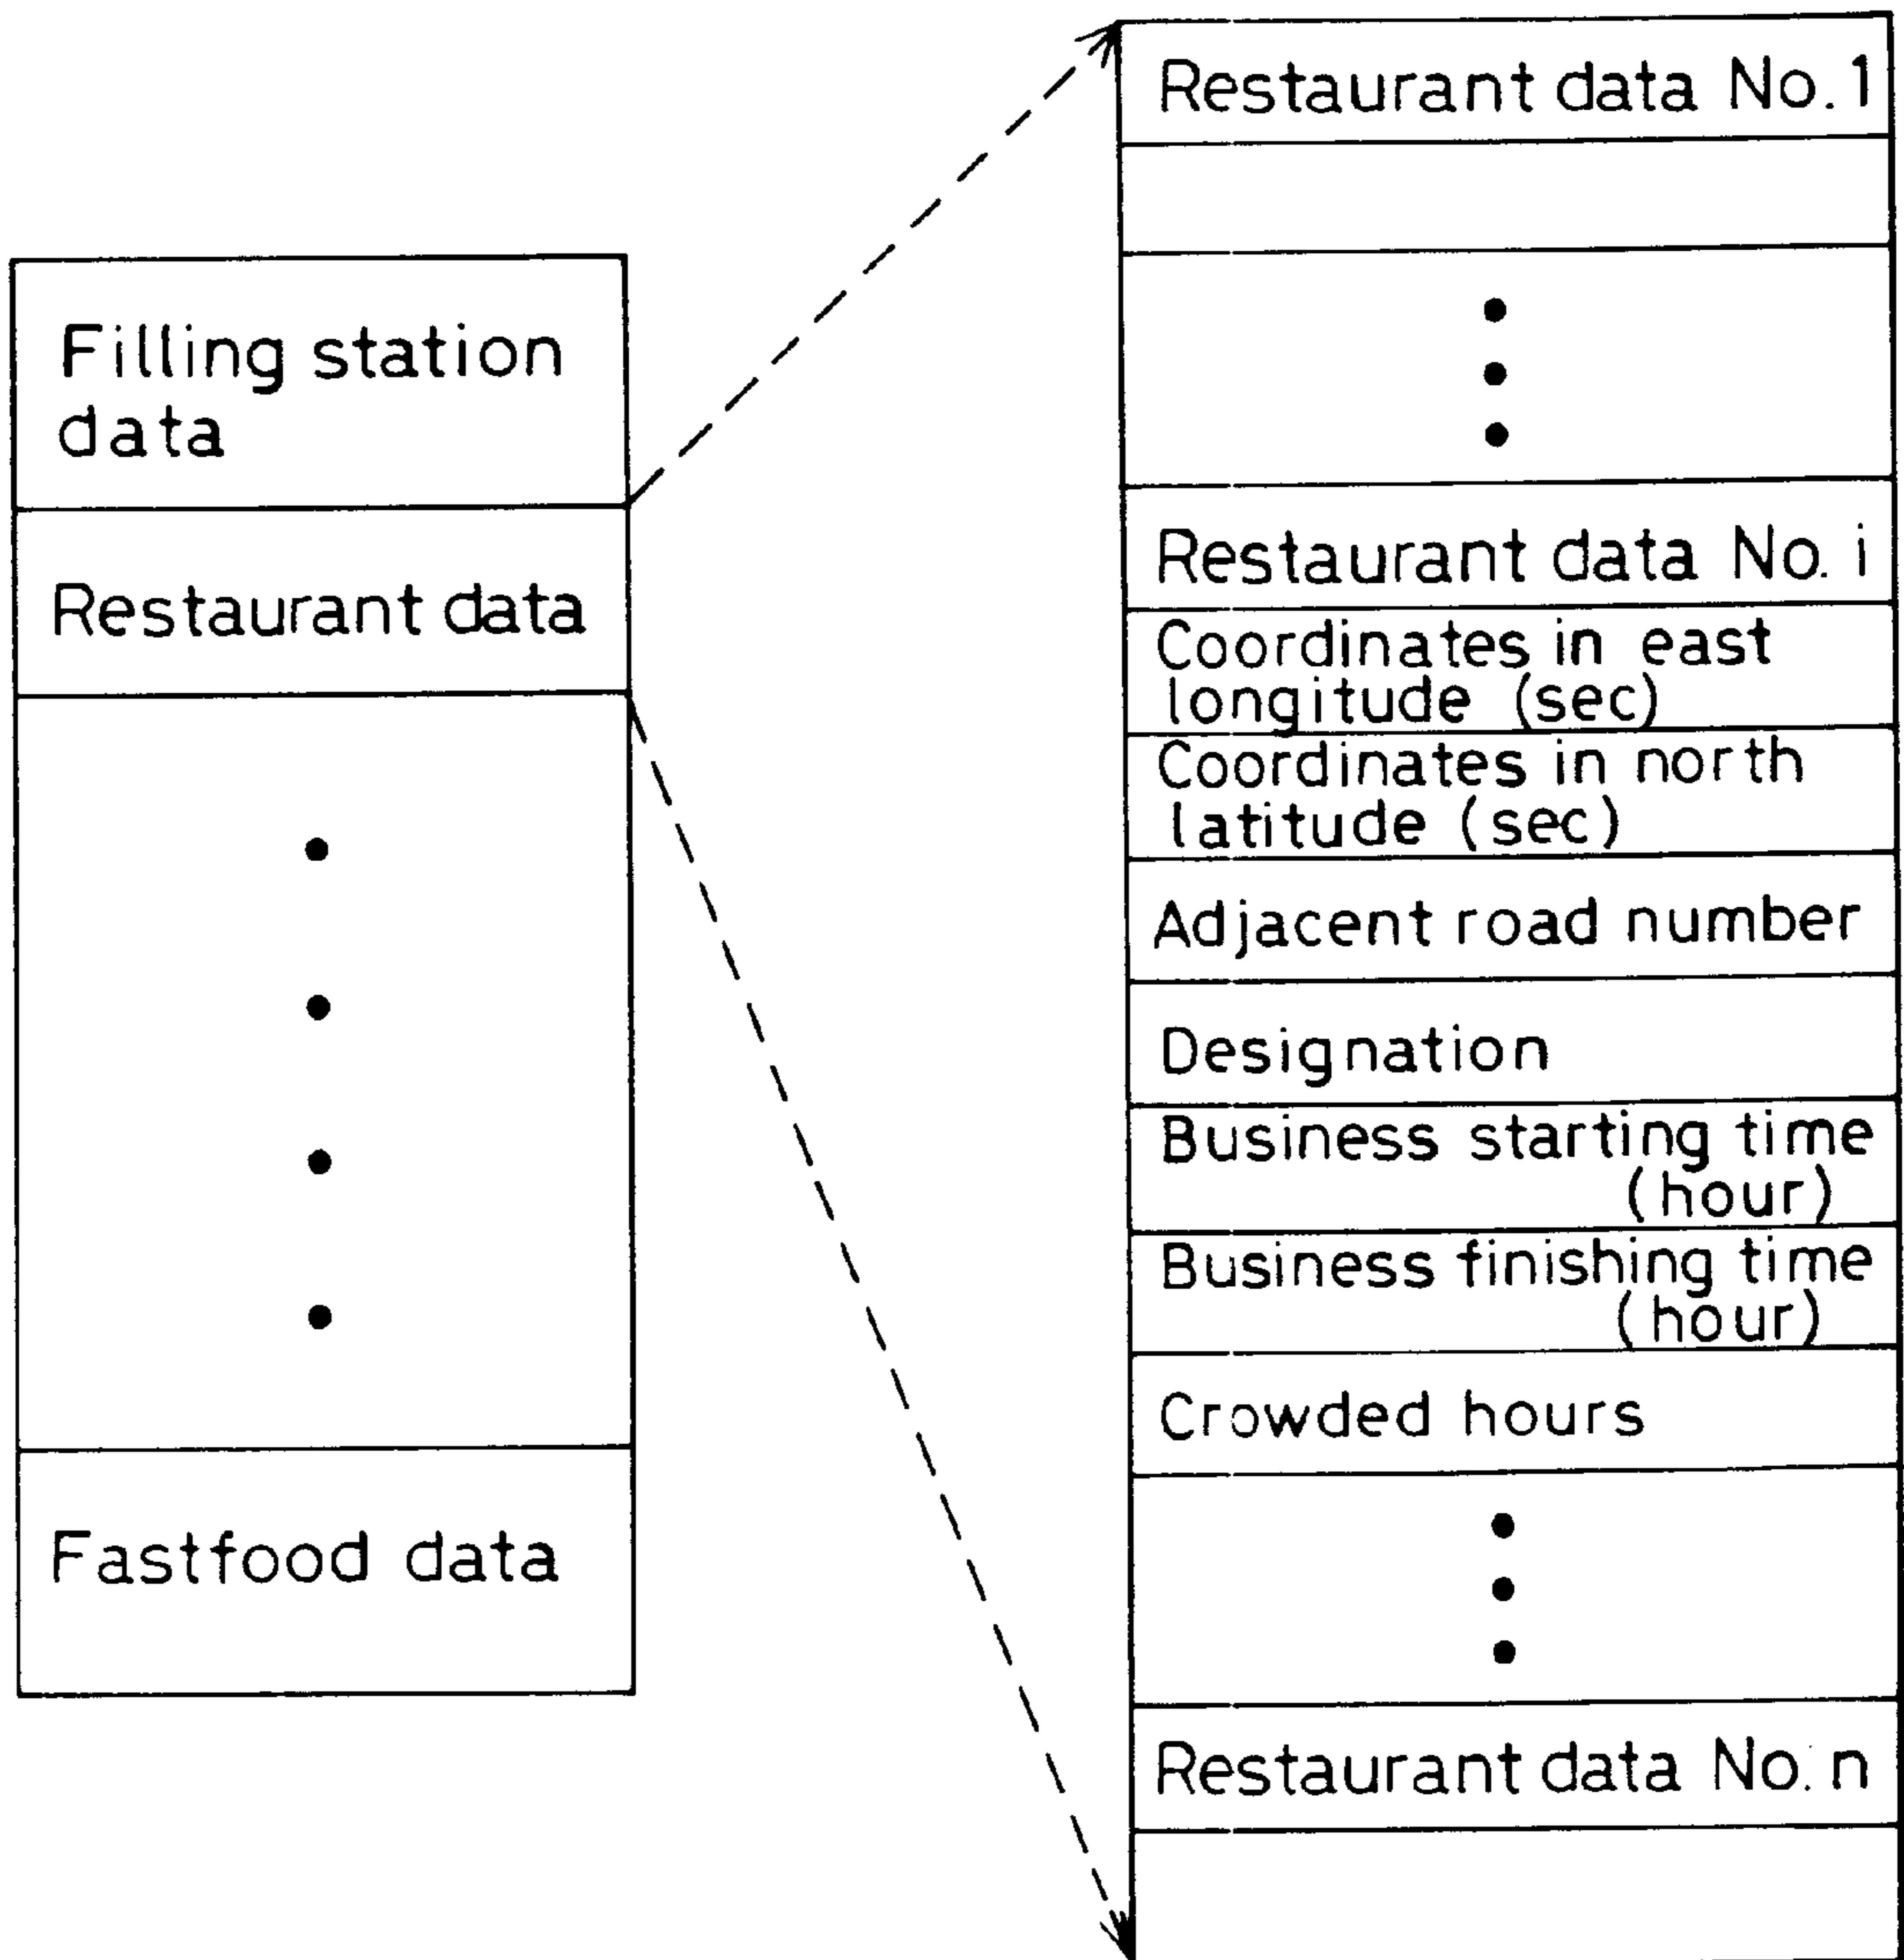 Filling station
data
Restaurant data
Fastfood data
Restaurant data No. 1
Restaurant data No. i
Coordinates in east
longitude (sec)
Coordinates in north
latitude (sec)
Adjacent road number
Designation
Business starting time
(hour)
Business finishing time
(hour)
Crowded hours
Restaurant data No. n